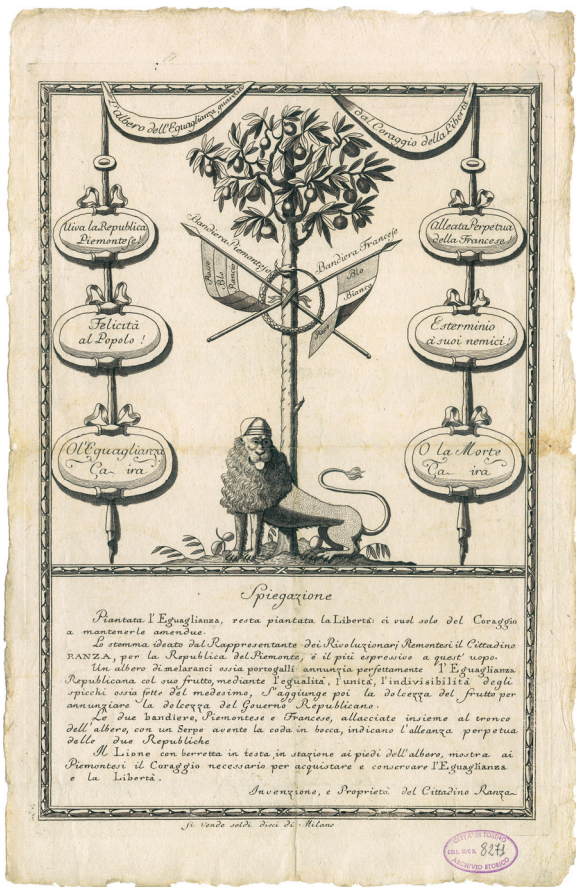 L'albero dell'Eguaglianza, guardato
dal Coraggio della Libertà
Viva la Republica
Piemontese!
Alleata Perpetua
della Francese!
Bandiera Piemontese
Rosso
Blo
Rancio
Bandiera Francese
Blo
Bianco
Rosso
Felicità
al Popolo!
Esterminio
a' suoi nemici!
O l'Eguaglianza
Ça ira
O la Morte
Ça ira
Spiegazione
Piantata l'Eguaglianza, resta piantata la Libertà: ci vuol solo del Coraggio
a mantenerle amendue.
Lo stemma ideato dal Rappresentante dei Rivoluzionarj Piemontesi il Cittadino
RANZA, per la Republica del Piemonte, è il più espressivo a quest'uopo.
Un albero di melaranci ossia portogalli annunzia perfettamente l'Eguaglianza
Republicana col suo frutto, mediante l'egualità, l'unità, l'indivisibilità degli
spicchi ossia fette del medesimo, S'aggiunge poi la dolcezza del frutto per
annunziare la dolcezza del Governo Republicano.
Le due bandiere, Piemontese e Francese, allacciate insieme al tronco
dell'albero, con un Serpe avente la coda in bocca, indicano l'alleanza perpetua
delle due Republiche
Il Lione con berretta in testa, in stazione ai piedi dell'albero, mostra ai
Piemontesi il Coraggio necessario per acquistare e conservare l'Eguaglianza
e la Libertà.
Invenzione, e Proprietà del Cittadino Ranza
Si Vende soldi dieci di Milano
CITTÀ DI TORINO
COLL. SIM. N. 8271
ARCHIVIO STORICO